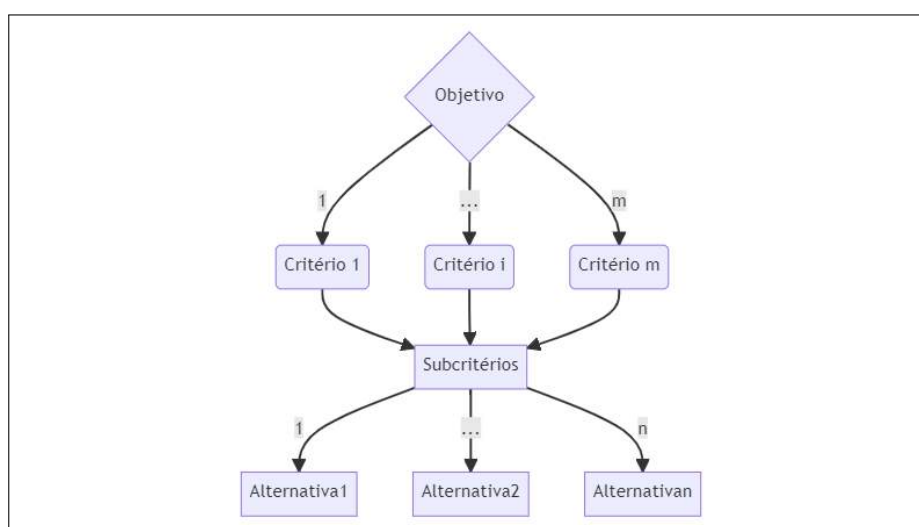 Objetivo
1
...
m
Critério 1
Critério i
Critério m
Subcritérios
1
...
n
Alternativa1
Alternativa2
Alternativan